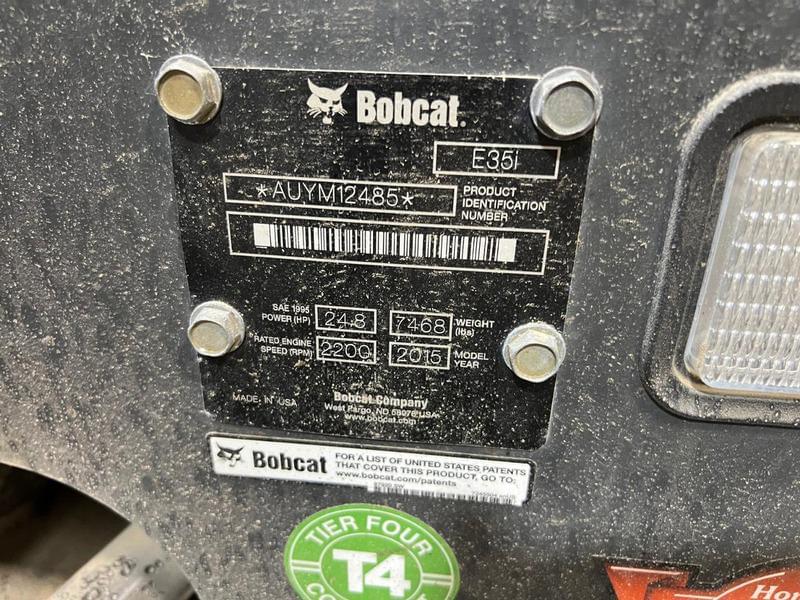 Bobcat.
E35i
*AUYM12485*
PRODUCT
IDENTIFICATION
NUMBER
SAE 1995
POWER (HP)
24.8
7468
WEIGHT
(lbs)
RATED ENGINE
SPEED (RPM)
2200
2015
MODEL
YEAR
MADE IN USA
Bobcat Company
West Fargo, ND 58078 USA
www.bobcat.com
Bobcat
FOR A LIST OF UNITED STATES PATENTS
THAT COVER THIS PRODUCT, GO TO:
www.bobcat.com/patents
TIER FOUR
T4